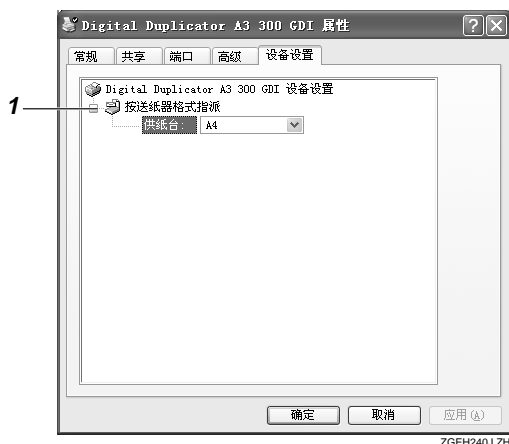 Digital Duplicator A3 300 GDI 属性
常规 共享 端口 高级 设备设置
Digital Duplicator A3 300 GDI 设备设置
1 按送纸器格式指派
供纸台: A4
确定 取消 应用(A)
ZGEH240J ZH